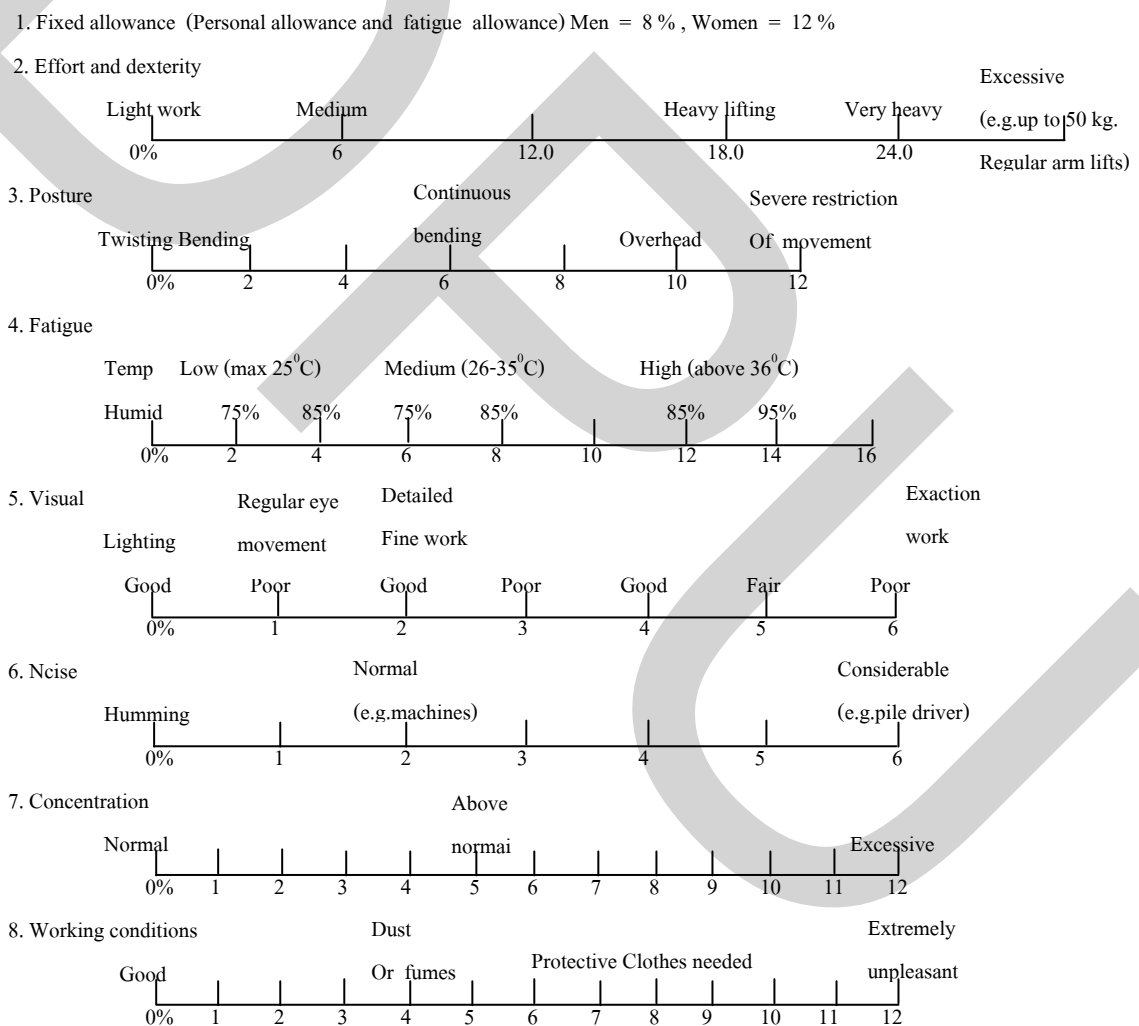 1. Fixed allowance (Personal allowance and fatigue allowance) Men = 8 % , Women = 12 %
2. Effort and dexterity
Excessive
Light work Medium Heavy lifting Very heavy (e.g.up to 50 kg.
0% 6 12.0 18.0 24.0 Regular arm lifts)
3. Posture Continuous Severe restriction
Twisting Bending bending Overhead Of movement
0% 2 4 6 8 10 12
4. Fatigue
Temp Low (max 25⁰C) Medium (26-35⁰C) High (above 36⁰C)
Humid 75% 85% 75% 85% 85% 95%
0% 2 4 6 8 10 12 14 16
5. Visual Regular eye Detailed Exaction
Lighting movement Fine work work
Good Poor Good Poor Good Fair Poor
0% 1 2 3 4 5 6
6. Ncise Normal Considerable
Humming (e.g.machines) (e.g.pile driver)
0% 1 2 3 4 5 6
7. Concentration Above
Normal normai Excessive
0% 1 2 3 4 5 6 7 8 9 10 11 12
8. Working conditions Dust Extremely
Good Or fumes Protective Clothes needed unpleasant
0% 1 2 3 4 5 6 7 8 9 10 11 12